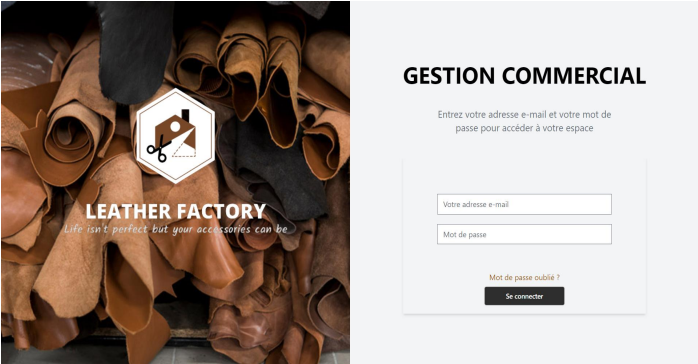 LEATHER FACTORY
Life isn't perfect but your accessories can be
GESTION COMMERCIAL
Entrez votre adresse e-mail et votre mot de
passe pour accéder à votre espace
Votre adresse e-mail
Mot de passe
Mot de passe oublié ?
Se connecter